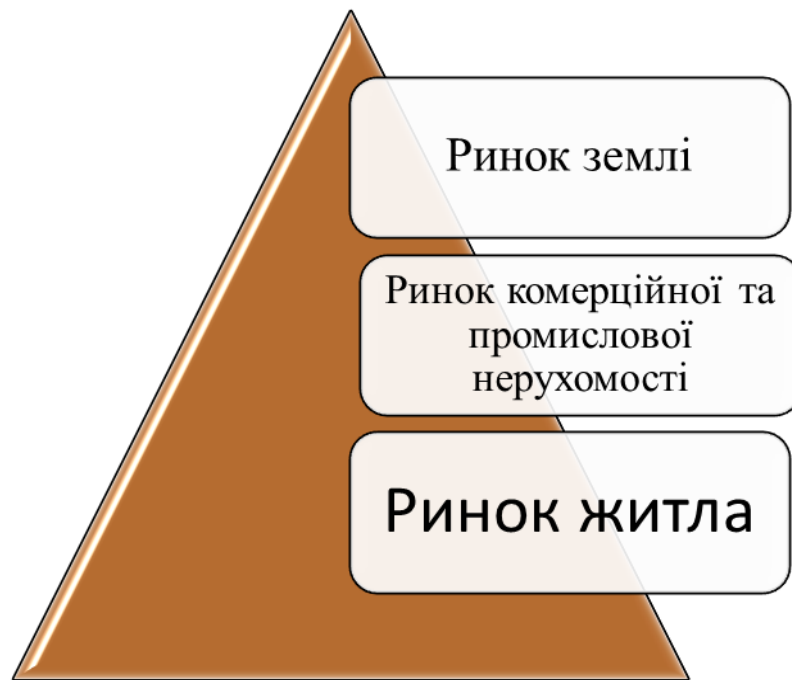 Ринок землі
Ринок комерційної та
промислової
нерухомості
Ринок житла